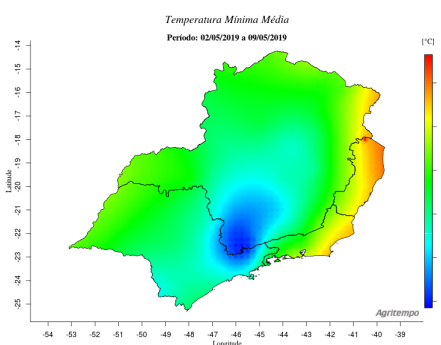 Temperatura Mínima Média
Período: 02/05/2019 a 09/05/2019
[°C]
-14
-15
-16
-17
-18
-19
-20
-21
-22
-23
-24
-25
Latitude
Agritempo
-54 -53 -52 -51 -50 -49 -48 -47 -46 -45 -44 -43 -42 -41 -40 -39
Longitude